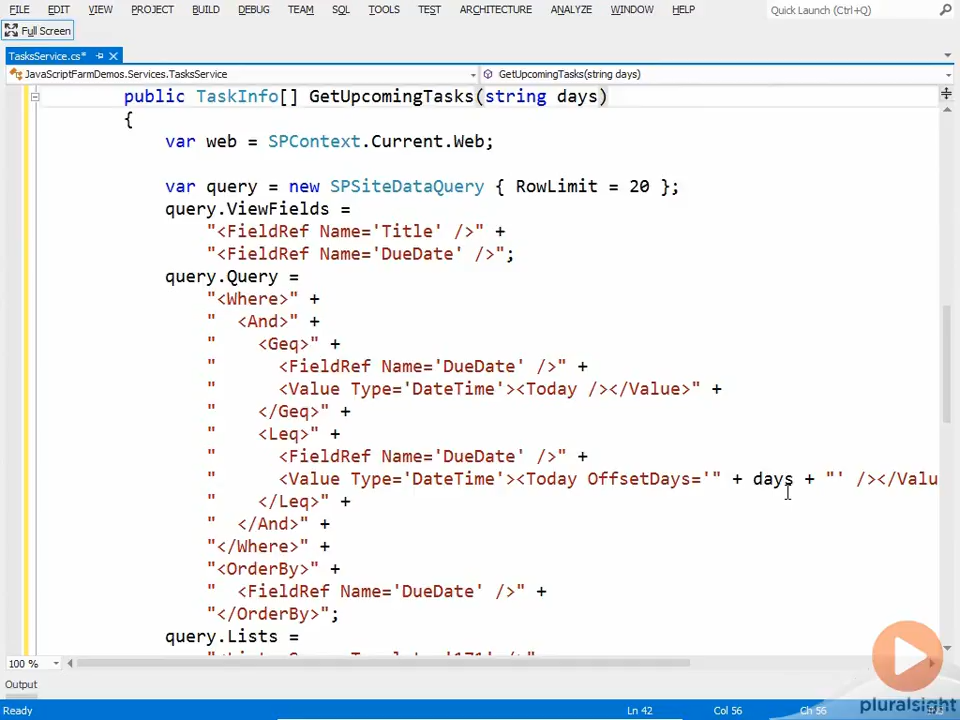 FILE EDIT VIEW PROJECT BUILD DEBUG TEAM SQL TOOLS TEST ARCHITECTURE ANALYZE WINDOW HELP Quick Launch (Ctrl+Q)
Full Screen
TasksService.cs*
JavaScriptFarmDemos.Services.TasksService GetUpcomingTasks(string days)
public TaskInfo[] GetUpcomingTasks(string days)
{
var web = SPContext.Current.Web;
var query = new SPSiteDataQuery { RowLimit = 20 };
query.ViewFields =
"<FieldRef Name='Title' />" +
"<FieldRef Name='DueDate' />";
query.Query =
"<Where>" +
"  <And>" +
"    <Geq>" +
"      <FieldRef Name='DueDate' />" +
"      <Value Type='DateTime'><Today /></Value>" +
"    </Geq>" +
"    <Leq>" +
"      <FieldRef Name='DueDate' />" +
"      <Value Type='DateTime'><Today OffsetDays='" + days + "' /></Valu
"    </Leq>" +
"  </And>" +
"</Where>" +
"<OrderBy>" +
"  <FieldRef Name='DueDate' />" +
"</OrderBy>";
query.Lists =
100 %
Output
Ready Ln 42 Col 56 Ch 56
pluralsight